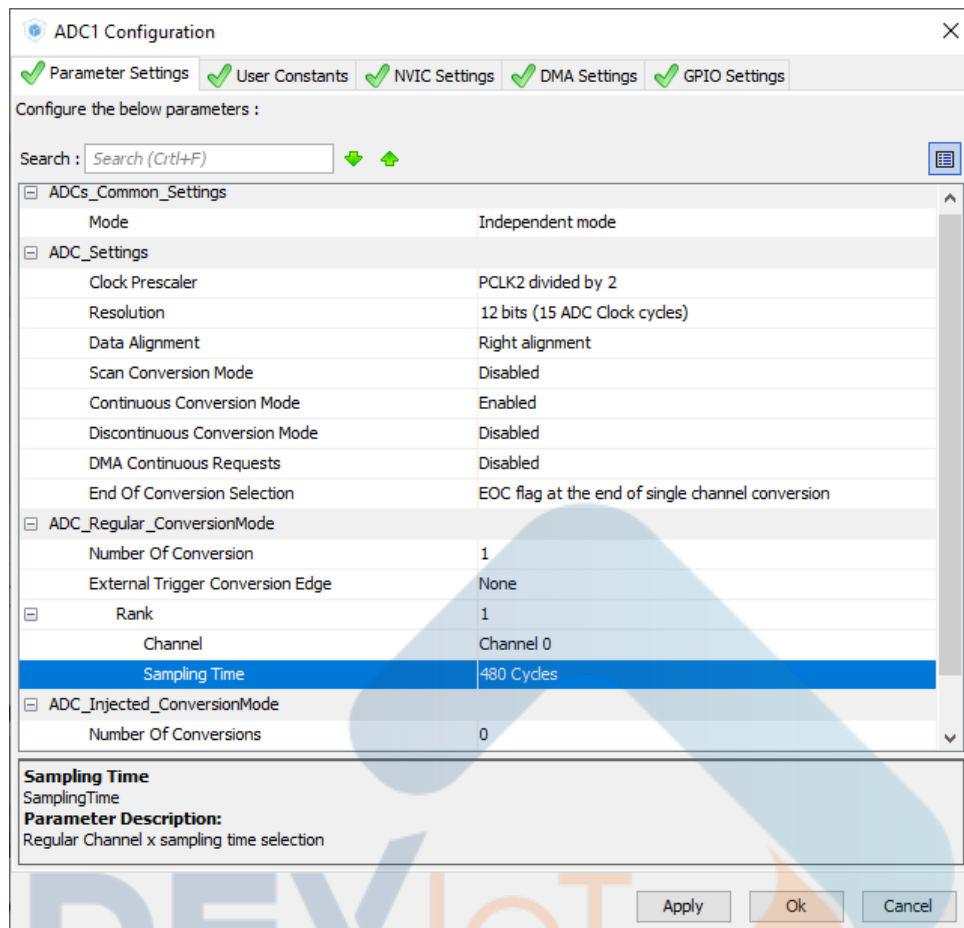 ADC1 Configuration
Parameter Settings User Constants NVIC Settings DMA Settings GPIO Settings
Configure the below parameters :
Search : Search (Crtl+F)
ADCs_Common_Settings
Mode Independent mode
ADC_Settings
Clock Prescaler PCLK2 divided by 2
Resolution 12 bits (15 ADC Clock cycles)
Data Alignment Right alignment
Scan Conversion Mode Disabled
Continuous Conversion Mode Enabled
Discontinuous Conversion Mode Disabled
DMA Continuous Requests Disabled
End Of Conversion Selection EOC flag at the end of single channel conversion
ADC_Regular_ConversionMode
Number Of Conversion 1
External Trigger Conversion Edge None
Rank 1
Channel Channel 0
Sampling Time 480 Cycles
ADC_Injected_ConversionMode
Number Of Conversions 0
Sampling Time
SamplingTime
Parameter Description:
Regular Channel x sampling time selection
DEVIoT
Apply Ok Cancel